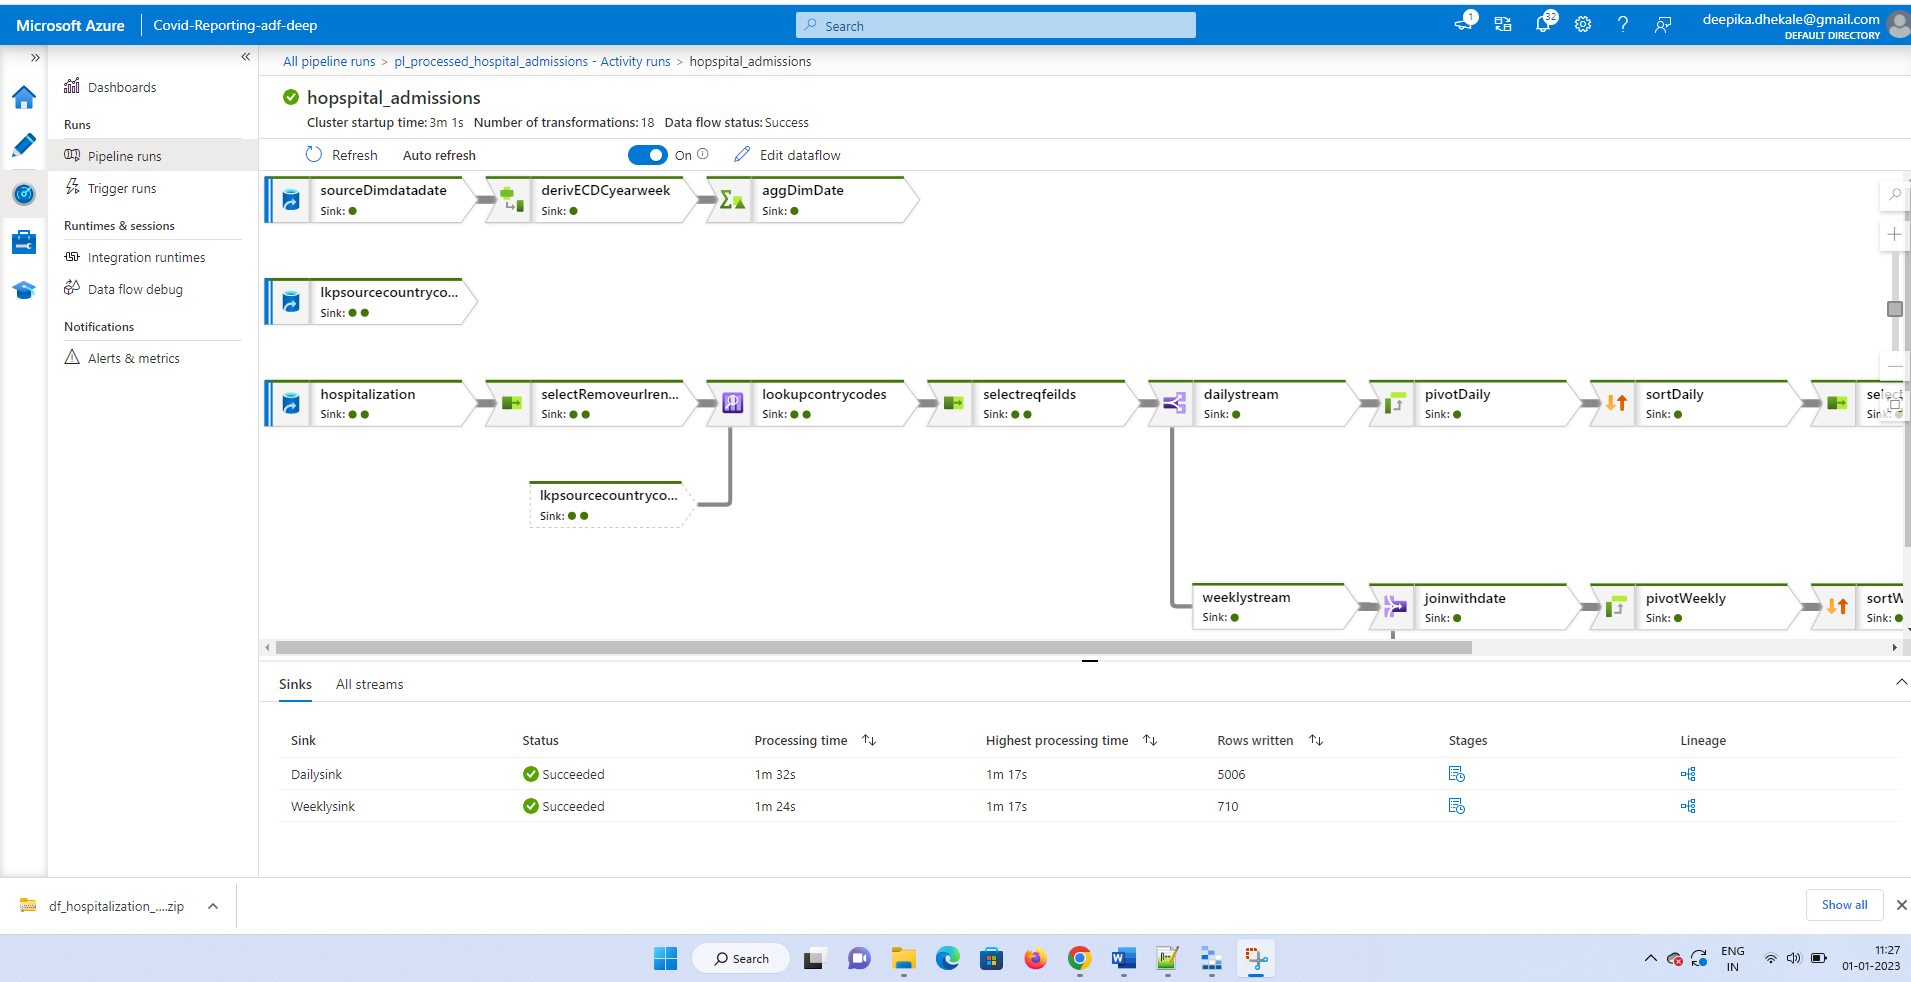 Microsoft Azure
Covid-Reporting-adf-deep
Search
1
32
deepika.dhekale@gmail.com
DEFAULT DIRECTORY
All pipeline runs > pl_processed_hospital_admissions - Activity runs > hopspital_admissions
Dashboards
Runs
Pipeline runs
Trigger runs
Runtimes & sessions
Integration runtimes
Data flow debug
Notifications
Alerts & metrics
hopspital_admissions
Cluster startup time: 3m 1s Number of transformations: 18 Data flow status: Success
Refresh
Auto refresh
On
Edit dataflow
sourceDimdatadate
Sink:
derivECDCyearweek
Sink:
aggDimDate
Sink:
lkpsourcecountryco...
Sink:
hospitalization
Sink:
selectRemoveurlren...
Sink:
lookupcontrycodes
Sink:
selectreqfeilds
Sink:
dailystream
Sink:
pivotDaily
Sink:
sortDaily
Sink:
select
Sink:
lkpsourcecountryco...
Sink:
weeklystream
Sink:
joinwithdate
Sink:
pivotWeekly
Sink:
sortW
Sink:
Sinks
All streams
Sink Status Processing time Highest processing time Rows written Stages Lineage
Dailysink Succeeded 1m 32s 1m 17s 5006
Weeklysink Succeeded 1m 24s 1m 17s 710
df_hospitalization_....zip
Show all
Search
ENG
IN
11:27
01-01-2023